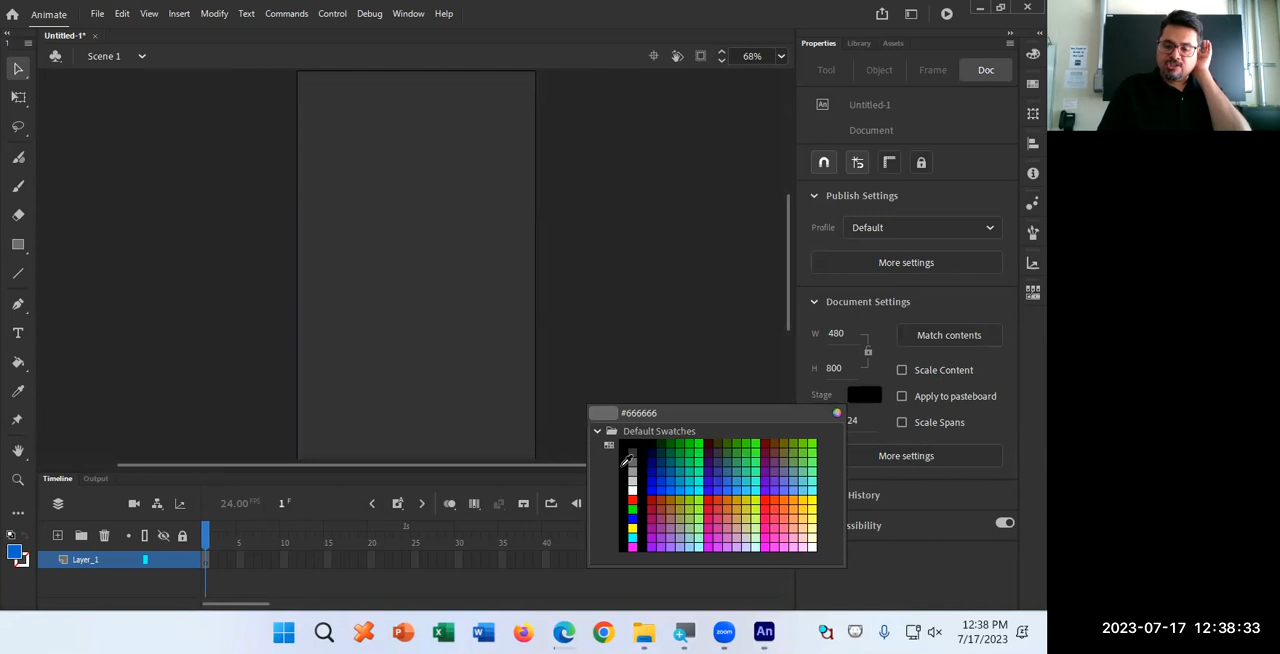 Animate File Edit View Insert Modify Text Commands Control Debug Window Help
Untitled-1*
1
Scene 1 68%
Properties Library Assets
Tool Object Frame Doc
An Untitled-1
Document
Publish Settings
Profile Default
More settings
Document Settings
W 480 Match contents
H 800 Scale Content
Stage Apply to pasteboard
24 Scale Spans
More settings
History
ssibility
#666666
Default Swatches
Timeline Output
24.00 FPS 1 F
1s
5 10 15 20 25 30 35 40
Layer_1
An
12:38 PM
7/17/2023
2023-07-17 12:38:33